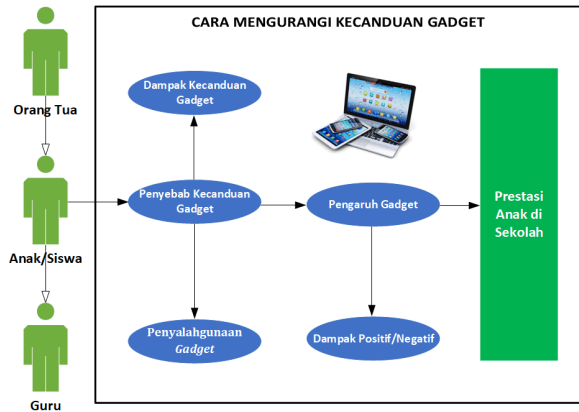 CARA MENGURANGI KECANDUAN GADGET
Orang Tua
Dampak Kecanduan
Gadget
Anak/Siswa
Penyebab Kecanduan
Gadget
Pengaruh Gadget
Prestasi
Anak di
Sekolah
Penyalahgunaan
Gadget
Dampak Positif/Negatif
Guru